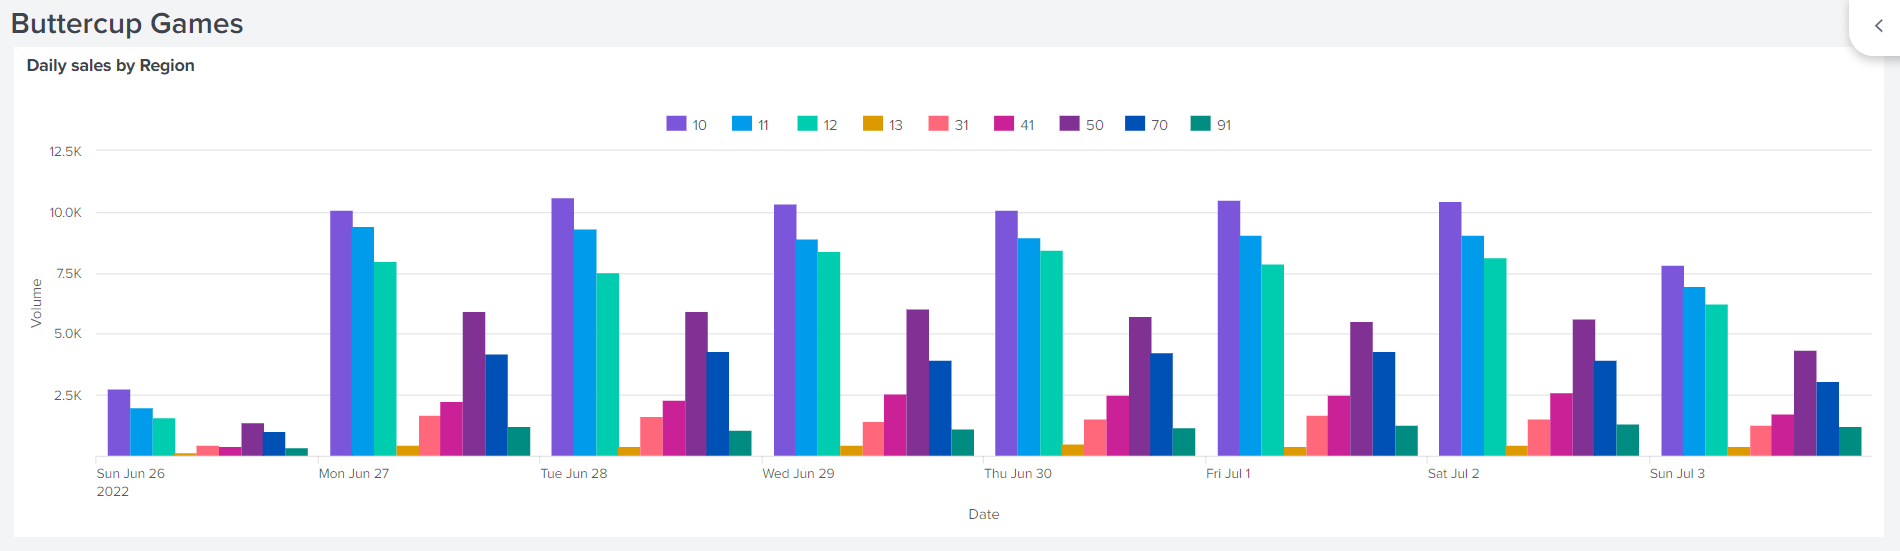 Buttercup Games
Daily sales by Region
10 11 12 13 31 41 50 70 91
12.5K
10.0K
7.5K
5.0K
2.5K
Volume
Sun Jun 26 Mon Jun 27 Tue Jun 28 Wed Jun 29 Thu Jun 30 Fri Jul 1 Sat Jul 2 Sun Jul 3
2022
Date